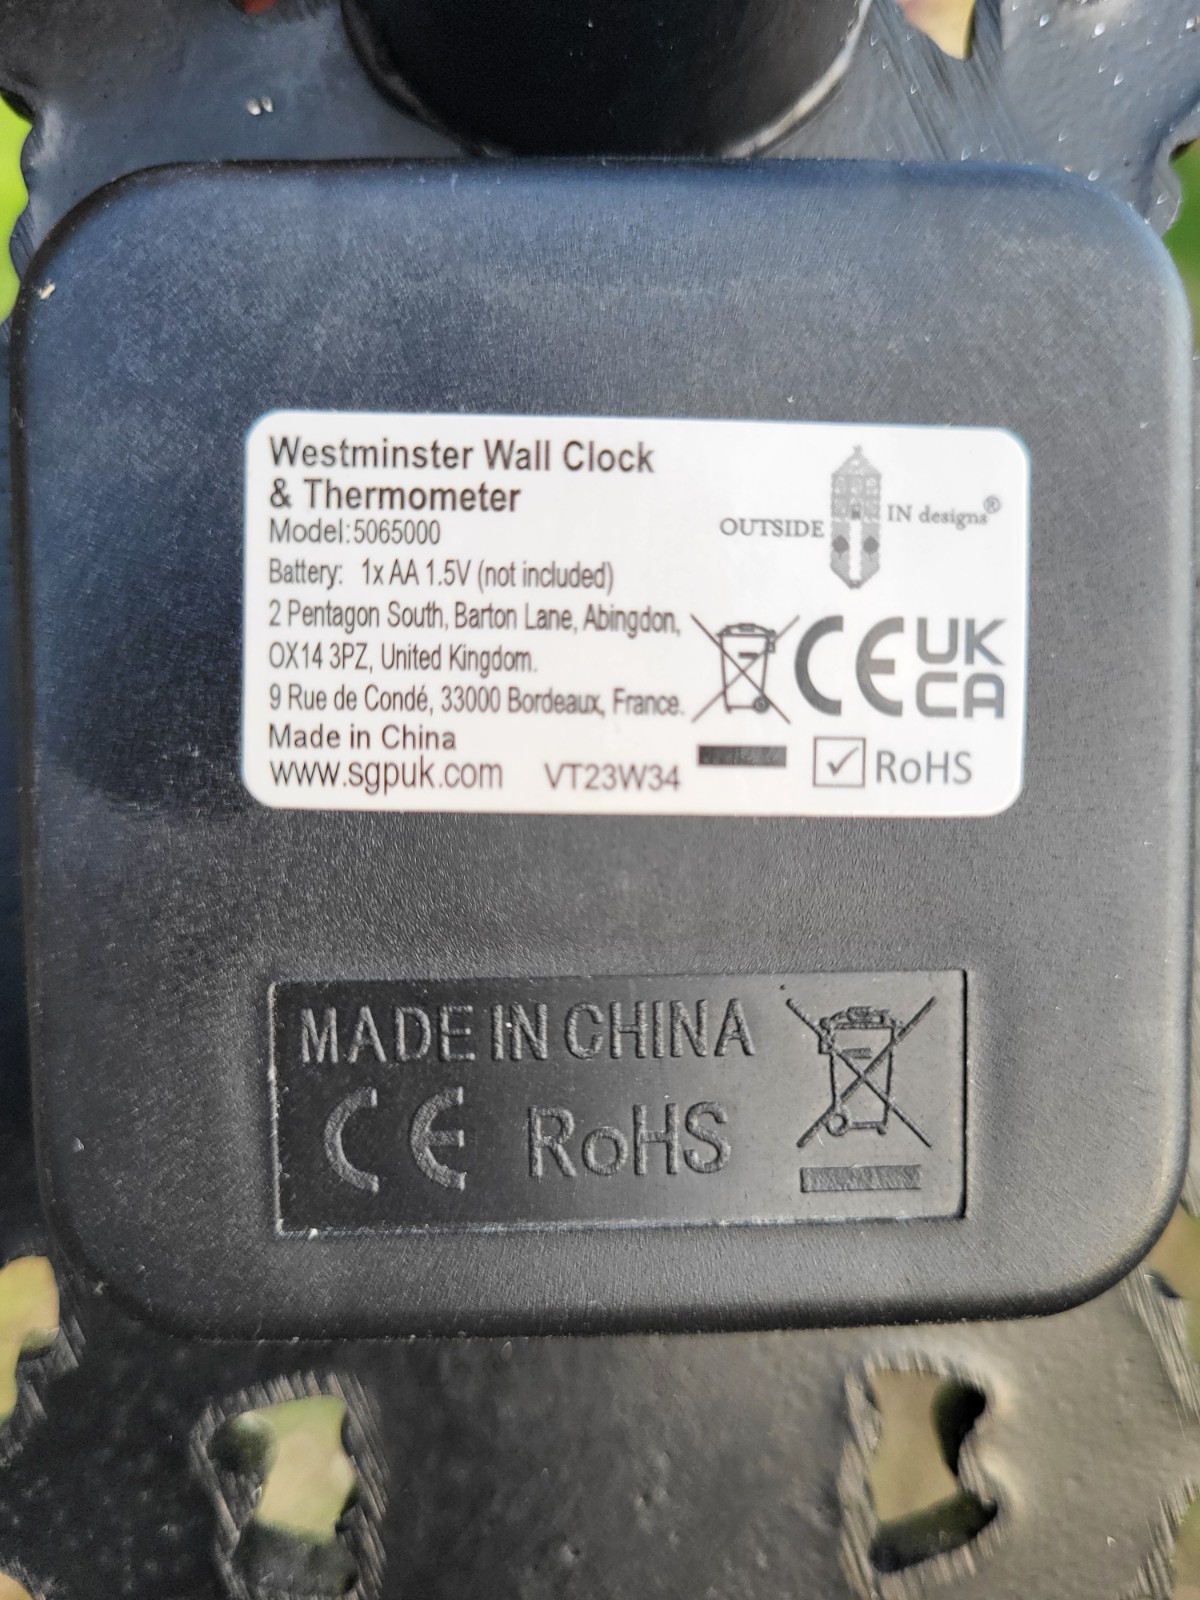 Westminster Wall Clock
& Thermometer
Model:5065000
Battery: 1x AA 1.5V (not included)
2 Pentagon South, Barton Lane, Abingdon,
OX14 3PZ, United Kingdom.
9 Rue de Condé, 33000 Bordeaux, France.
Made in China
www.sgpuk.com VT23W34
OUTSIDE IN designs®
CE UK
CA
RoHS
MADE IN CHINA
CE RoHS